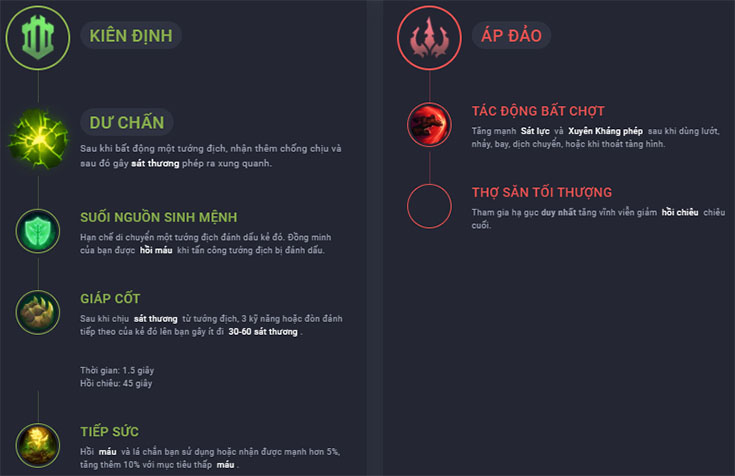 KIÊN ĐỊNH
DƯ CHẤN
Sau khi bất động một tướng địch, nhận thêm chống chịu và
sau đó gây sát thương phép ra xung quanh.
SUỐI NGUỒN SINH MỆNH
Hạn chế di chuyển một tướng địch đánh dấu kẻ đó. Đồng minh
của bạn được hồi máu khi tấn công tướng địch bị đánh dấu.
GIÁP CỐT
Sau khi chịu sát thương từ tướng địch, 3 kỹ năng hoặc đòn đánh
tiếp theo của kẻ đó lên bạn gây ít đi 30-60 sát thương .
Thời gian: 1.5 giây
Hồi chiêu: 45 giây
TIẾP SỨC
Hồi máu và lá chắn bạn sử dụng hoặc nhận được mạnh hơn 5%,
tăng thêm 10% với mục tiêu thấp máu .
ÁP ĐẢO
TÁC ĐỘNG BẤT CHỢT
Tăng mạnh Sát lực và Xuyên Kháng phép sau khi dùng lướt,
nhảy, bay, dịch chuyển, hoặc khi thoát tàng hình.
THỢ SĂN TỐI THƯỢNG
Tham gia hạ gục duy nhất tăng vĩnh viễn giảm hồi chiêu chiêu
cuối.